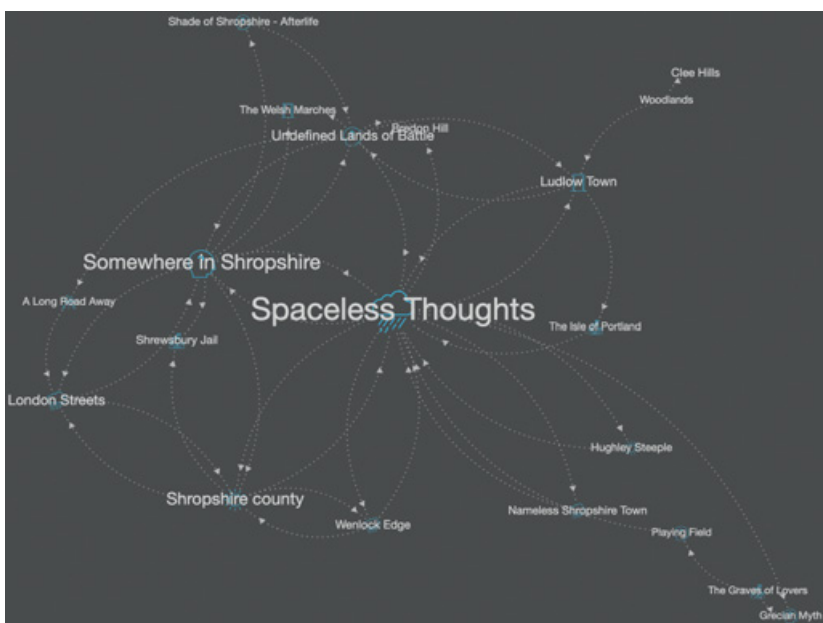 Shade of Shropshire - Afterlife
Clee Hills
Woodlands
The Welsh Marches
Bredon Hill
Undefined Lands of Battle
Ludlow Town
Somewhere in Shropshire
A Long Road Away
Spaceless Thoughts
The Isle of Portland
Shrewsbury Jail
London Streets
Hughley Steeple
Shropshire county
Nameless Shropshire Town
Wenlock Edge
Playing Field
The Graves of Lovers
Grecian Myth